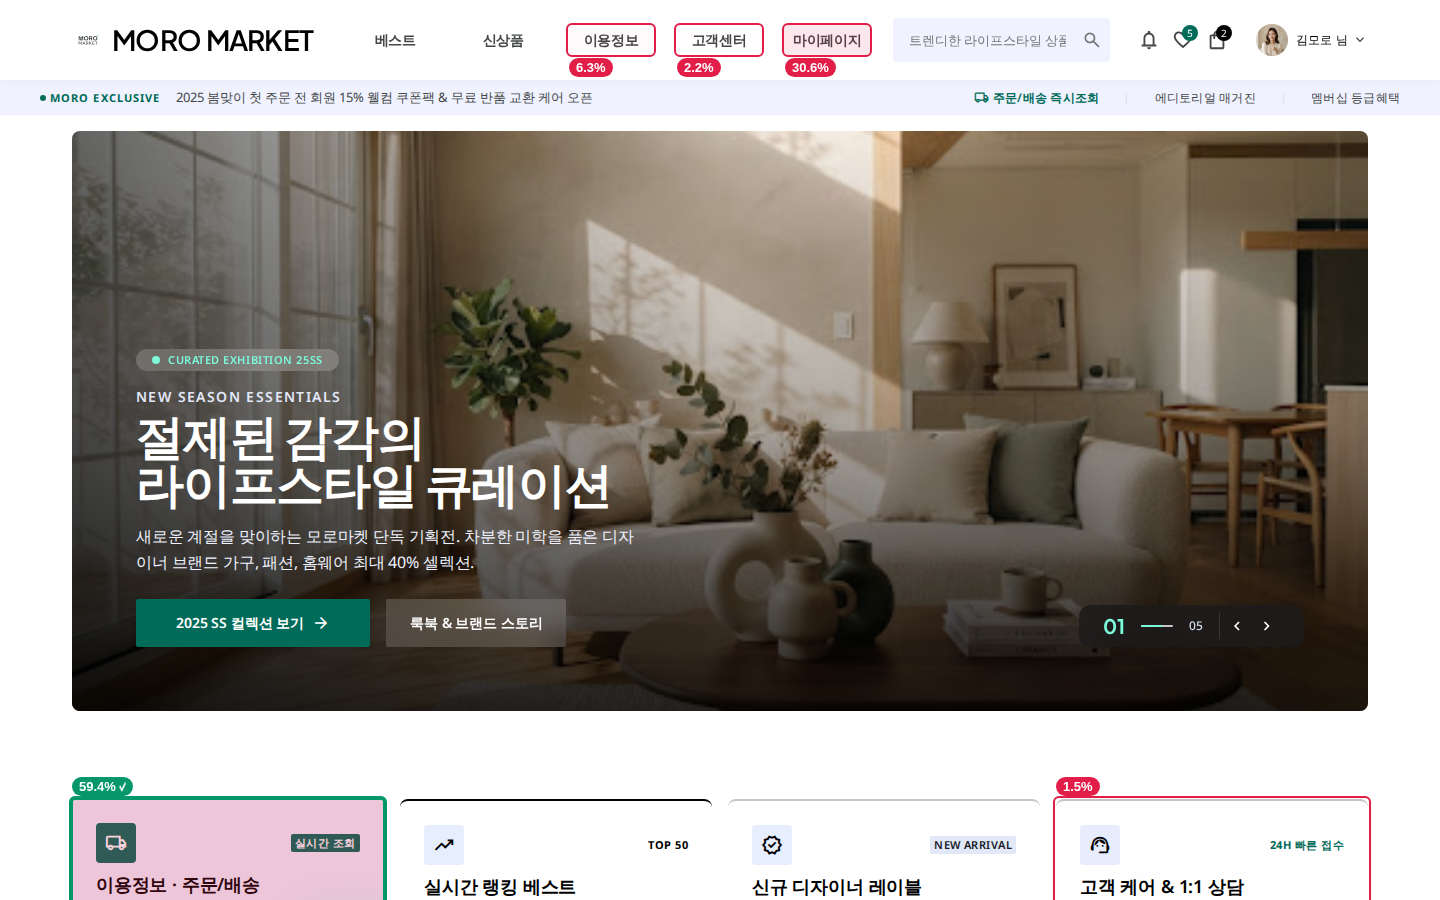 MORO MARKET
MORO MARKET
베스트
신상품
이용정보
고객센터
마이페이지
6.3%
2.2%
30.6%
트렌디한 라이프스타일 상품
5
2
김모로 님
MORO EXCLUSIVE
2025 봄맞이 첫 주문 전 회원 15% 웰컴 쿠폰팩 & 무료 반품 교환 케어 오픈
주문/배송 즉시조회
에디토리얼 매거진
멤버십 등급혜택
CURATED EXHIBITION 25SS
NEW SEASON ESSENTIALS
절제된 감각의
라이프스타일 큐레이션
새로운 계절을 맞이하는 모로마켓 단독 기획전. 차분한 미학을 품은 디자
이너 브랜드 가구, 패션, 홈웨어 최대 40% 셀렉션.
2025 SS 컬렉션 보기 →
룩북 & 브랜드 스토리
01
05
59.4% ✓
1.5%
실시간 조회
TOP 50
NEW ARRIVAL
24H 빠른 접수
이용정보 · 주문/배송
실시간 랭킹 베스트
신규 디자이너 레이블
고객 케어 & 1:1 상담